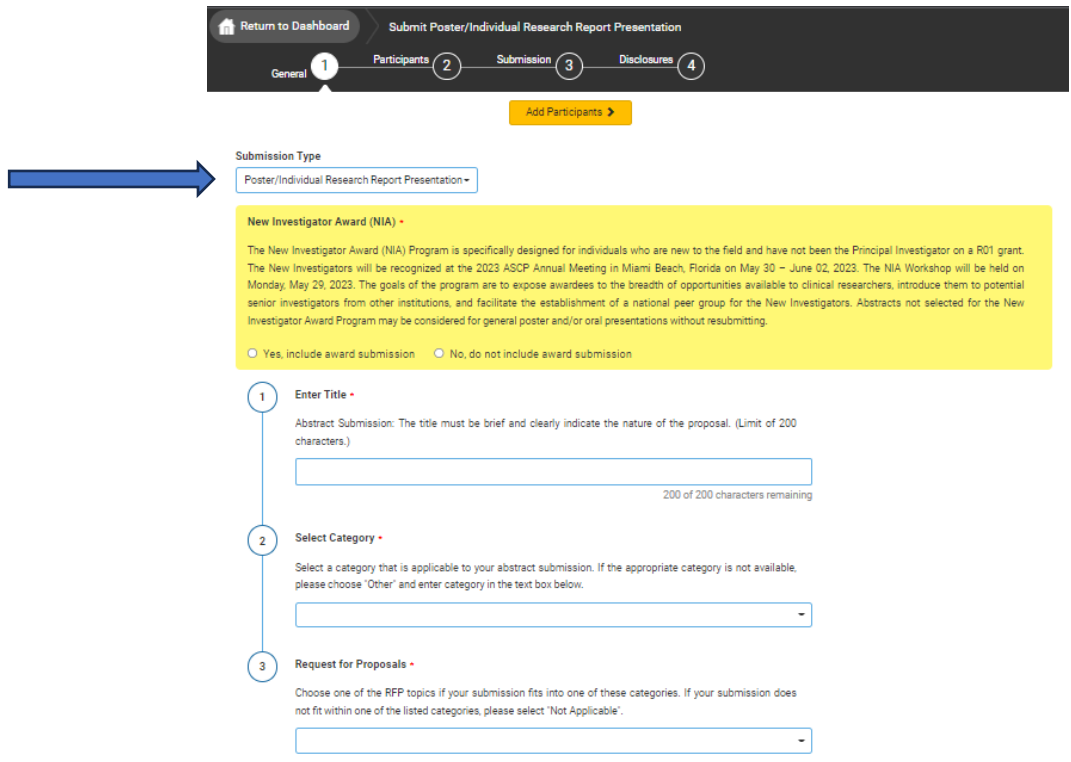 Return to Dashboard
Submit Poster/Individual Research Report Presentation
General 1 Participants 2 Submission 3 Disclosures 4
Add Participants
Submission Type
Poster/Individual Research Report Presentation
New Investigator Award (NIA) •
The New Investigator Award (NIA) Program is specifically designed for individuals who are new to the field and have not been the Principal Investigator on a R01 grant.
The New Investigators will be recognized at the 2023 ASCP Annual Meeting in Miami Beach, Florida on May 30 – June 02, 2023. The NIA Workshop will be held on
Monday, May 29, 2023. The goals of the program are to expose awardees to the breadth of opportunities available to clinical researchers, introduce them to potential
senior investigators from other institutions, and facilitate the establishment of a national peer group for the New Investigators. Abstracts not selected for the New
Investigator Award Program may be considered for general poster and/or oral presentations without resubmitting.
Yes, include award submission No, do not include award submission
1 Enter Title •
Abstract Submission: The title must be brief and clearly indicate the nature of the proposal. (Limit of 200
characters.)
200 of 200 characters remaining
2 Select Category •
Select a category that is applicable to your abstract submission. If the appropriate category is not available,
please choose "Other" and enter category in the text box below.
3 Request for Proposals •
Choose one of the RFP topics if your submission fits into one of these categories. If your submission does
not fit within one of the listed categories, please select "Not Applicable".